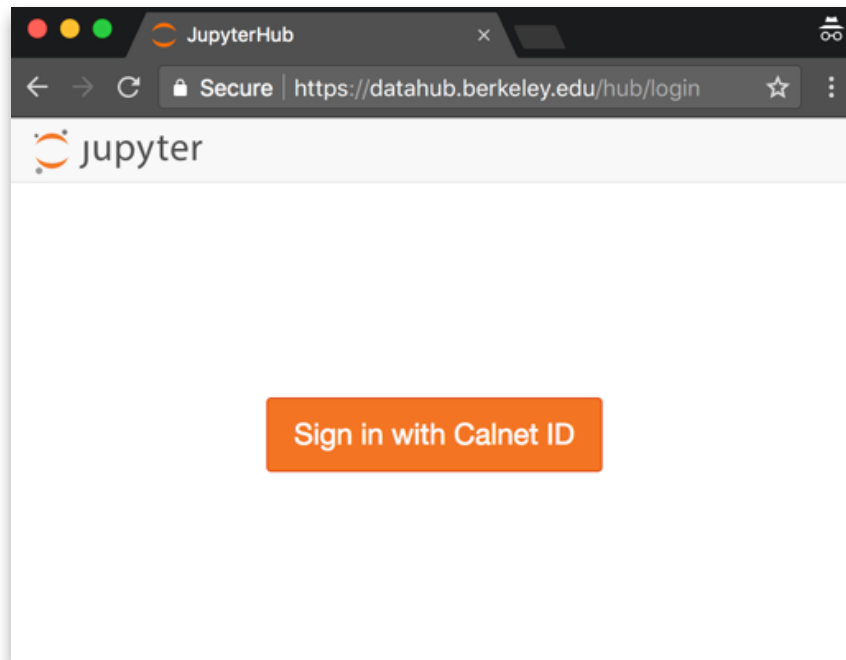 JupyterHub
Secure https://datahub.berkeley.edu/hub/login
jupyter
Sign in with Calnet ID